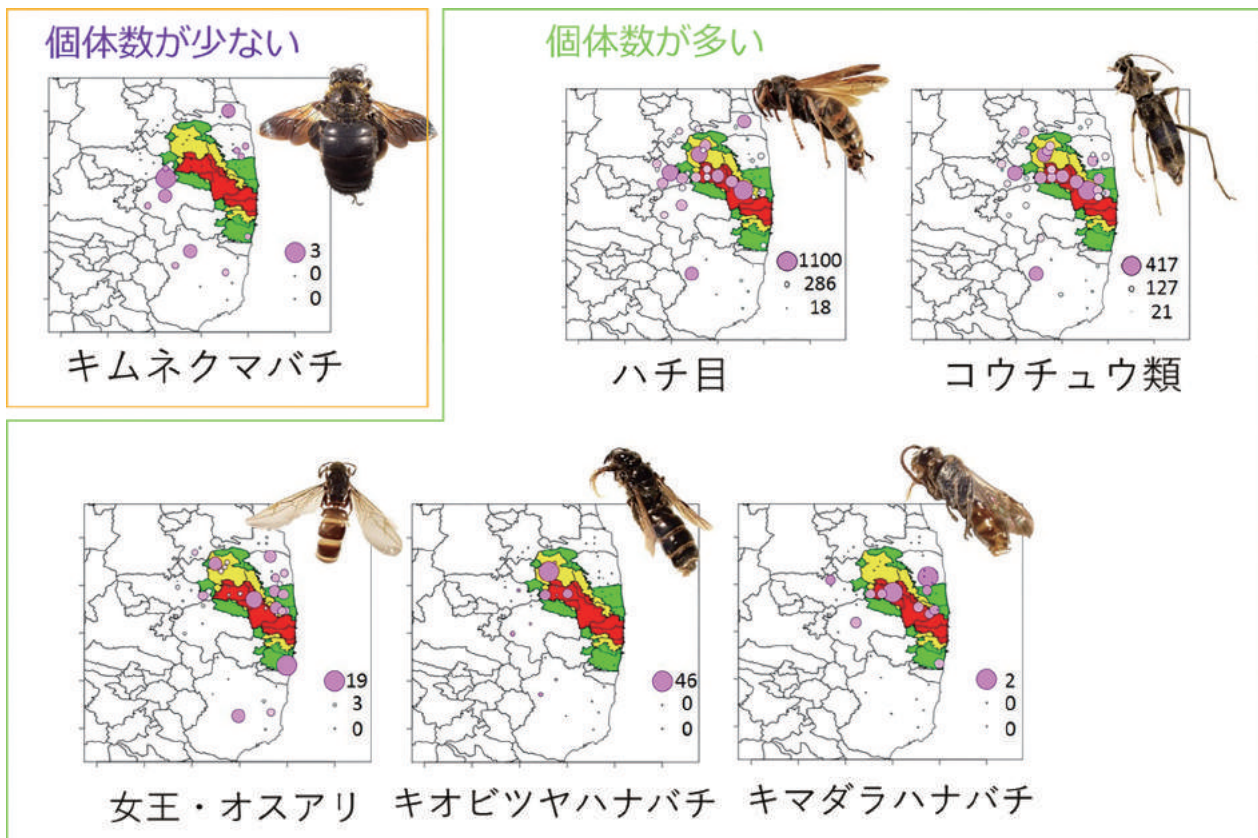 個体数が少ない
3
0
0
キムネクマバチ
個体数が多い
1100
286
18
ハチ目
417
127
21
コウチュウ類
19
3
0
女王・オスアリ
46
0
0
キオビツヤハナバチ
2
0
0
キマダラハナバチ